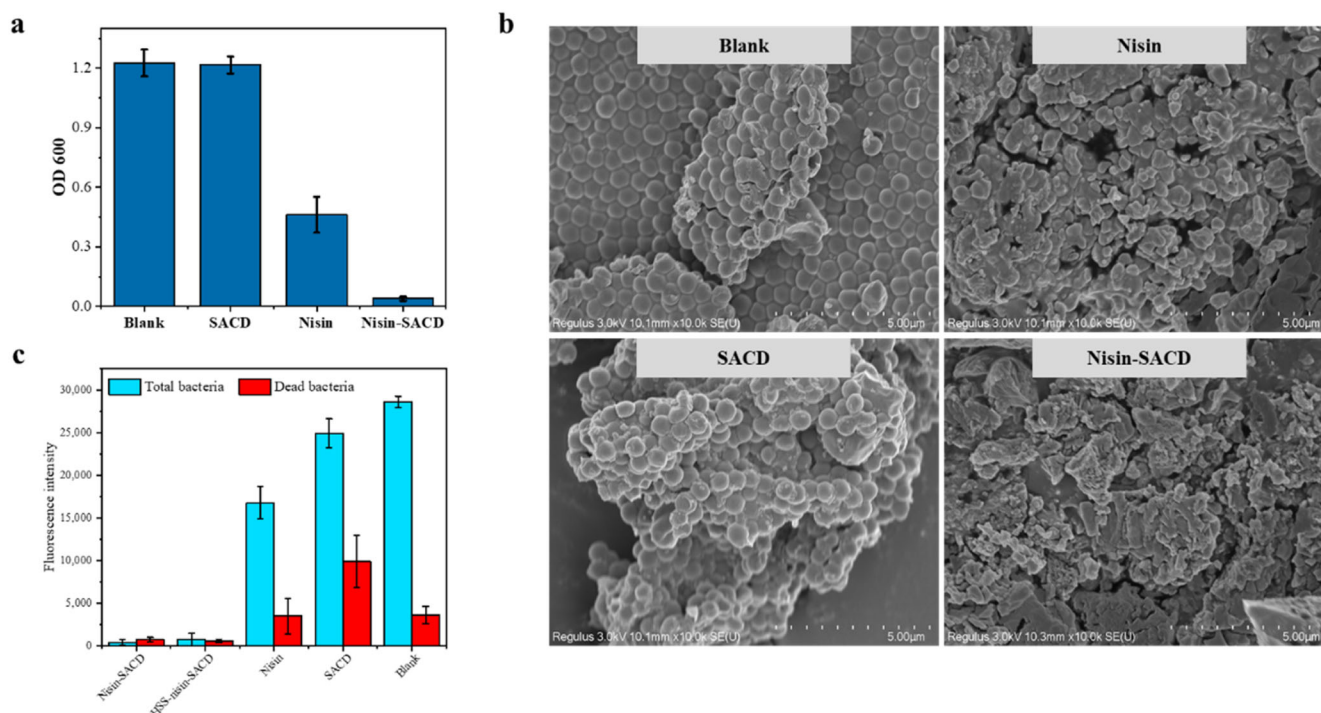 a
OD 600
1.2
0.9
0.6
0.3
0.0
Blank
SACD
Nisin
Nisin-SACD
b
Blank
Regulus 3.0kV 10.1mm x10.0k SE(U)
5.00μm
Nisin
Regulus 3.0kV 10.1mm x10.0k SE(U)
5.00μm
SACD
Regulus 3.0kV 10.1mm x10.0k SE(U)
5.00μm
Nisin-SACD
Regulus 3.0kV 10.3mm x10.0k SE(U)
5.00μm
c
Fluorescence intensity
Total bacteria
Dead bacteria
30,000
25,000
20,000
15,000
10,000
5,000
0
Nisin-SACD
Nisin
SACD
Blank